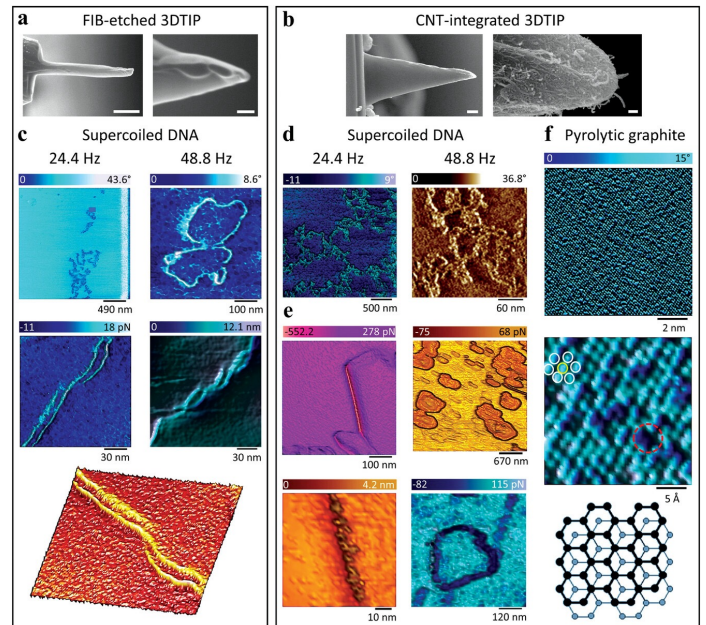 a FIB-etched 3DTIP
b CNT-integrated 3DTIP
c Supercoiled DNA
24.4 Hz 48.8 Hz
0 43.6° 0 8.6°
490 nm 100 nm
-11 18 pN 0 12.1 nm
30 nm 30 nm
d Supercoiled DNA
24.4 Hz 48.8 Hz
-11 9° 0 36.8°
500 nm 60 nm
e
-552.2 278 pN -75 68 pN
100 nm 670 nm
0 4.2 nm -82 115 pN
10 nm 120 nm
f Pyrolytic graphite
0 15°
2 nm
5 Å